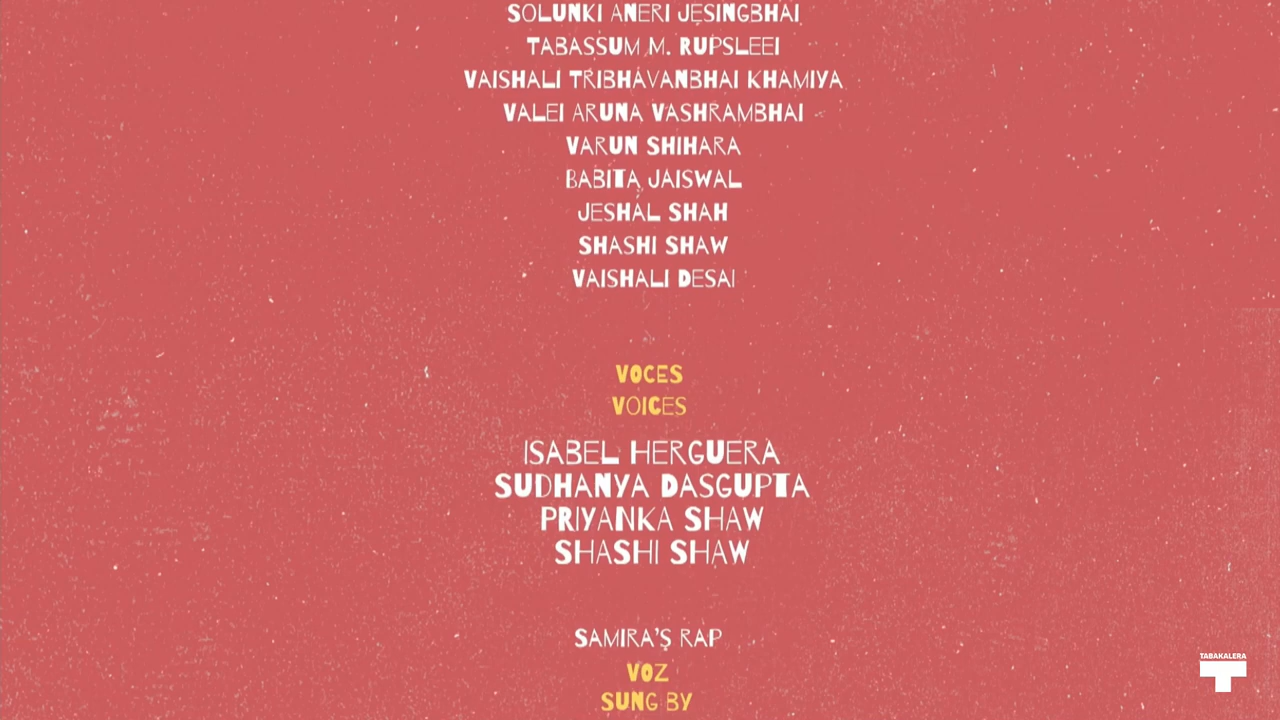 SOLUNKI ANERI JESINGBHAI
TABASSUM M. RUPSLEEI
VAISHALI TRIBHAVANBHAI KHAMIYA
VALEI ARUNA VASHRAMBHAI
VARUN SHIHARA
BABITA JAISWAL
JESHAL SHAH
SHASHI SHAW
VAISHALI DESAI
VOCES
VOICES
ISABEL HERGUERA
SUDHANYA DASGUPTA
PRIYANKA SHAW
SHASHI SHAW
SAMIRA'S RAP
VOZ
SUNG BY
TABAKALERA